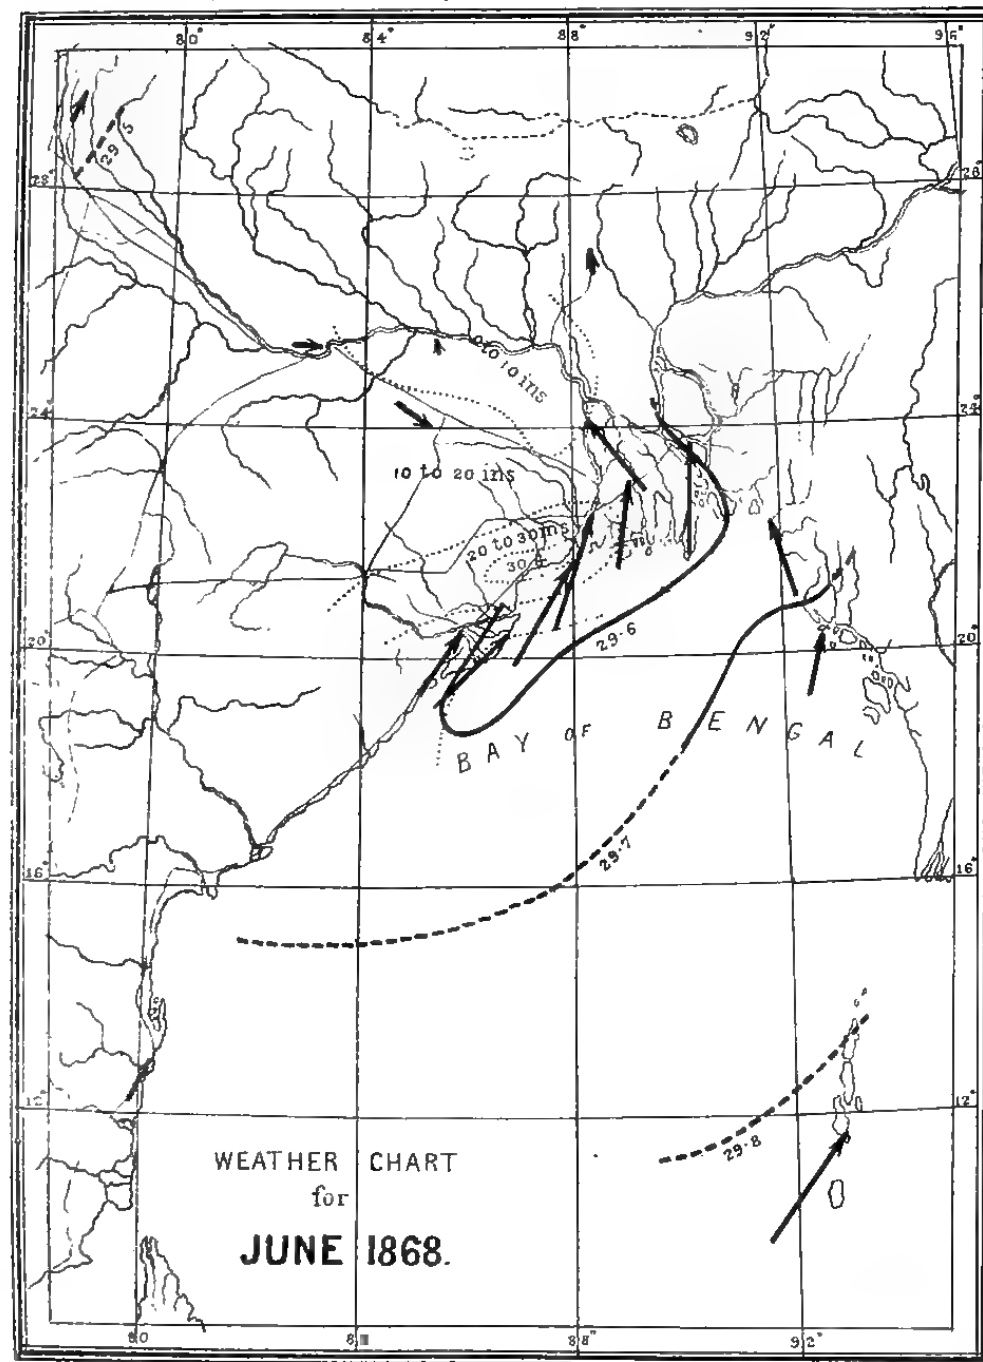 80° 84° 88° 92° 95°
29 5
28° 28°
0 to 10 ins
24° 24°
10 to 20 ins
20 to 30 ins
30 +
20° 20°
29·6
BAY OF BENGAL
29·7
16° 16°
12° 12°
29·8
WEATHER CHART
for
JUNE 1868.
80 88° 92°